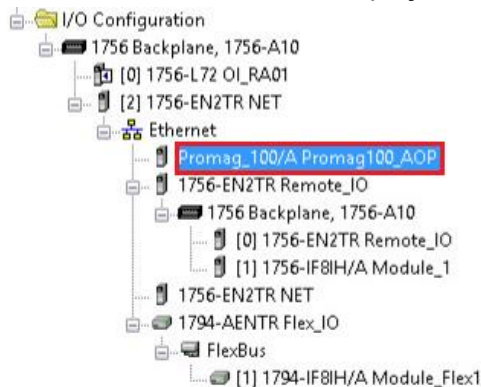 I/O Configuration
1756 Backplane, 1756-A10
[0] 1756-L72 OI_RA01
[2] 1756-EN2TR NET
Ethernet
Promag_100/A Promag100_AOP
1756-EN2TR Remote_IO
1756 Backplane, 1756-A10
[0] 1756-EN2TR Remote_IO
[1] 1756-IF8IH/A Module_1
1756-EN2TR NET
1794-AENTR Flex_IO
FlexBus
[1] 1794-IF8IH/A Module_Flex1